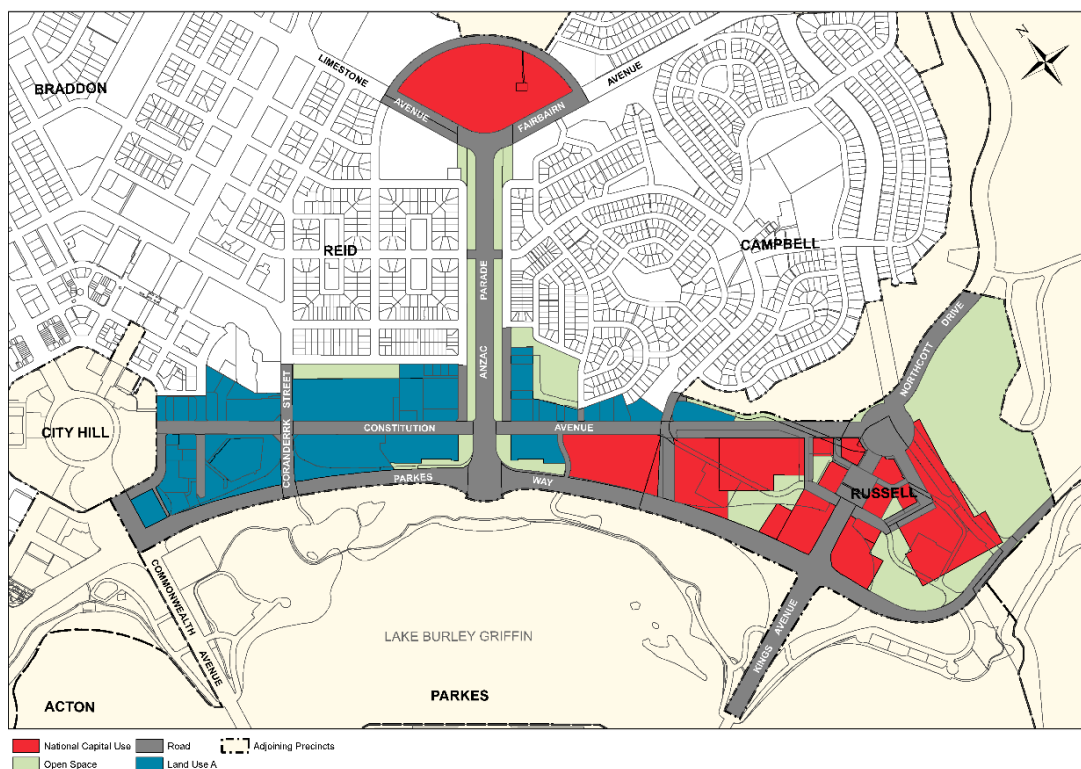 N
BRADDON
LIMESTONE
AVENUE
AVENUE
FAIRBAIRN
REID
CAMPBELL
ANZAC
PARADE
NORTHCOTT
DRIVE
CITY HILL
CORANDERRK
STREET
CONSTITUTION
AVENUE
PARKES
WAY
RUSSELL
COMMONWEALTH
AVENUE
KINGS
AVENUE
LAKE BURLEY GRIFFIN
ACTON
PARKES
National Capital Use
Road
Adjoining Precincts
Open Space
Land Use A